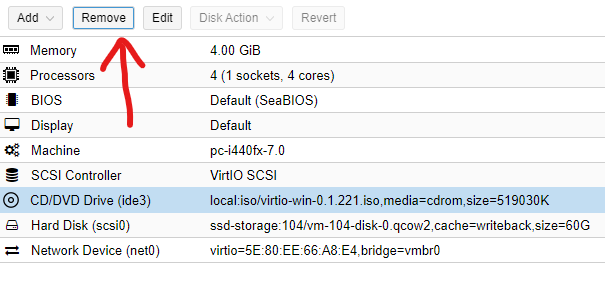 Add Remove Edit Disk Action Revert
Memory 4.00 GiB
Processors 4 (1 sockets, 4 cores)
BIOS Default (SeaBIOS)
Display Default
Machine pc-i440fx-7.0
SCSI Controller VirtIO SCSI
CD/DVD Drive (ide3) local:iso/virtio-win-0.1.221.iso,media=cdrom,size=519030K
Hard Disk (scsi0) ssd-storage:104/vm-104-disk-0.qcow2,cache=writeback,size=60G
Network Device (net0) virtio=5E:80:EE:66:A8:E4,bridge=vmbr0